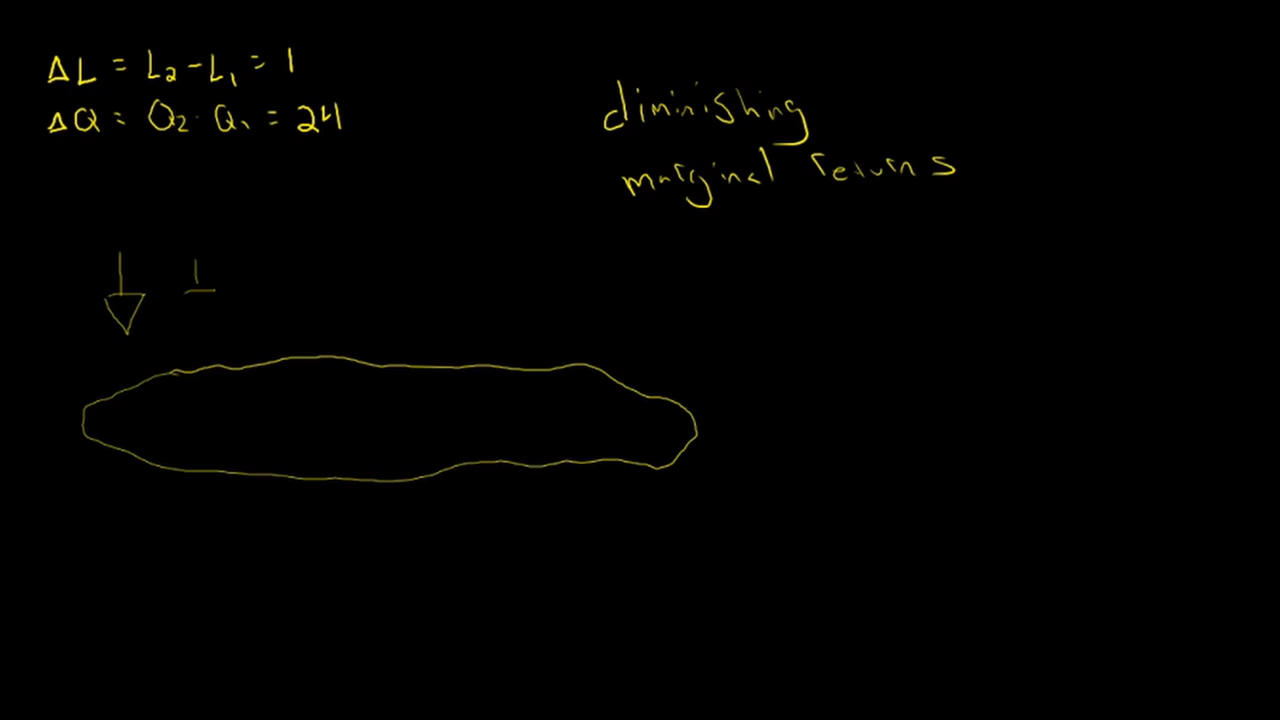 ΔL = L₂ - L₁ = 1
ΔQ = Q₂ - Q₁ = 24
diminishing
marginal returns